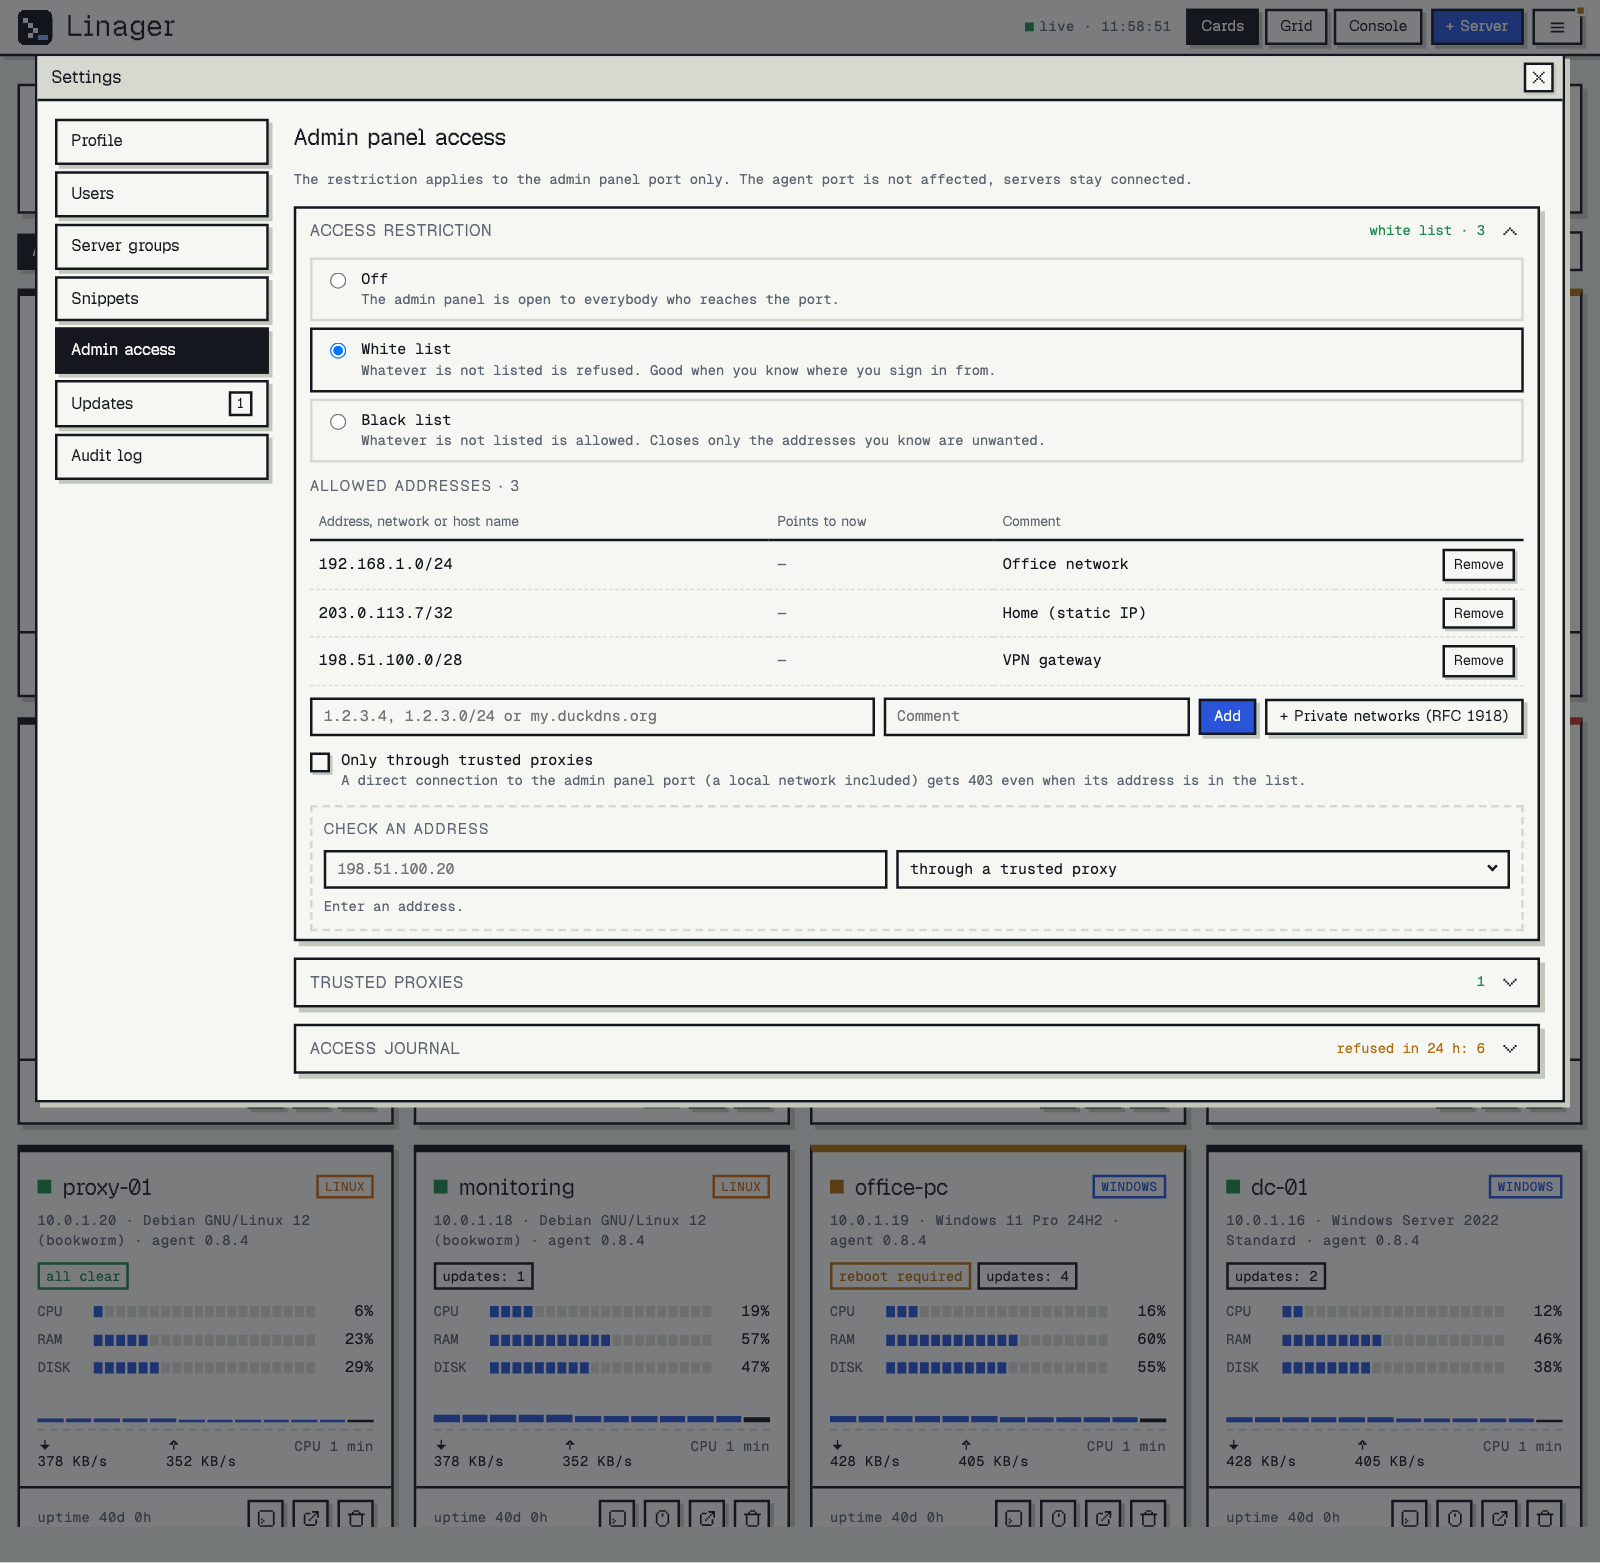 Linager
live · 11:58:51
Cards
Grid
Console
+ Server
Settings
Profile
Users
Server groups
Snippets
Admin access
Updates 1
Audit log
Admin panel access
The restriction applies to the admin panel port only. The agent port is not affected, servers stay connected.
ACCESS RESTRICTION
white list · 3
Off
The admin panel is open to everybody who reaches the port.
White list
Whatever is not listed is refused. Good when you know where you sign in from.
Black list
Whatever is not listed is allowed. Closes only the addresses you know are unwanted.
ALLOWED ADDRESSES · 3
Address, network or host name Points to now Comment
192.168.1.0/24 — Office network Remove
203.0.113.7/32 — Home (static IP) Remove
198.51.100.0/28 — VPN gateway Remove
1.2.3.4, 1.2.3.0/24 or my.duckdns.org Comment Add + Private networks (RFC 1918)
Only through trusted proxies
A direct connection to the admin panel port (a local network included) gets 403 even when its address is in the list.
CHECK AN ADDRESS
198.51.100.20 through a trusted proxy
Enter an address.
TRUSTED PROXIES 1
ACCESS JOURNAL refused in 24 h: 6
proxy-01 LINUX
10.0.1.20 · Debian GNU/Linux 12
(bookworm) · agent 0.8.4
all clear
CPU 6%
RAM 23%
DISK 29%
CPU 1 min
378 KB/s 352 KB/s
uptime 40d 0h
monitoring LINUX
10.0.1.18 · Debian GNU/Linux 12
(bookworm) · agent 0.8.4
updates: 1
CPU 19%
RAM 57%
DISK 47%
CPU 1 min
378 KB/s 352 KB/s
uptime 40d 0h
office-pc WINDOWS
10.0.1.19 · Windows 11 Pro 24H2 ·
agent 0.8.4
reboot required updates: 4
CPU 16%
RAM 60%
DISK 55%
CPU 1 min
428 KB/s 405 KB/s
uptime 40d 0h
dc-01 WINDOWS
10.0.1.16 · Windows Server 2022
Standard · agent 0.8.4
updates: 2
CPU 12%
RAM 46%
DISK 38%
CPU 1 min
428 KB/s 405 KB/s
uptime 40d 0h